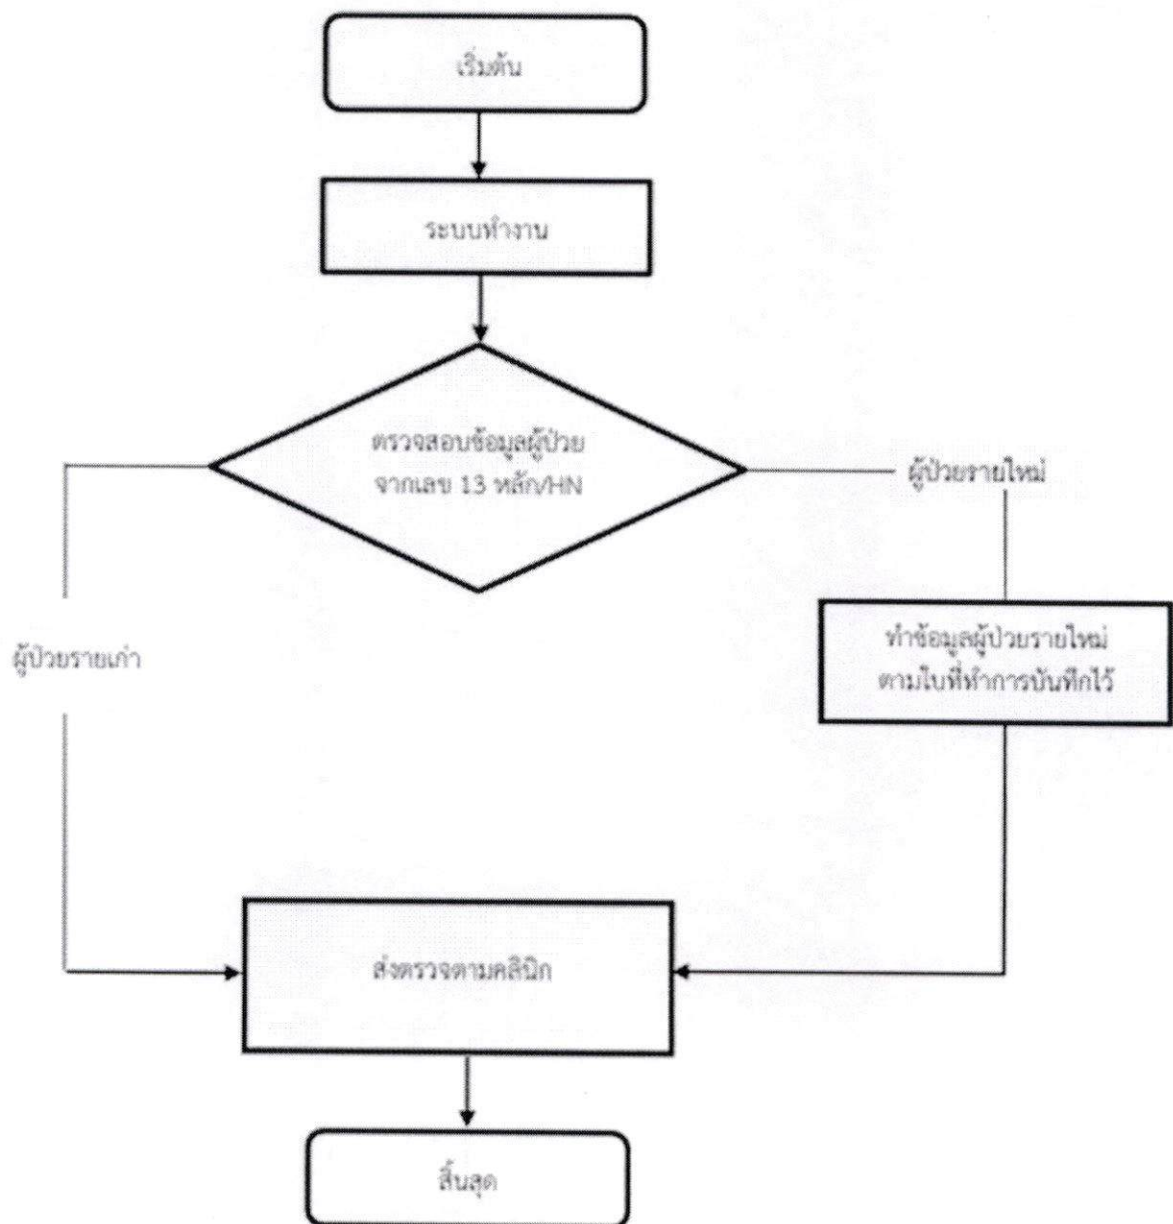 เริ่มต้น
ระบบทำงาน
ตรวจสอบข้อมูลผู้ป่วย
จากเลข 13 หลัก/HN
ผู้ป่วยรายใหม่
ทำข้อมูลผู้ป่วยรายใหม่
ตามใบที่ทำการบันทึกไว้
ผู้ป่วยรายเก่า
ส่งตรวจตามคลินิก
สิ้นสุด